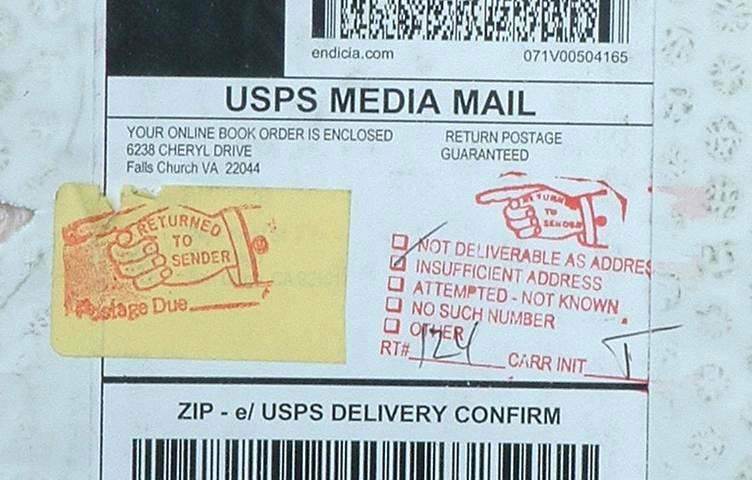 endicia.com 071V00504165
USPS MEDIA MAIL
YOUR ONLINE BOOK ORDER IS ENCLOSED
6238 CHERYL DRIVE
Falls Church VA 22044
RETURN POSTAGE
GUARANTEED
RETURNED
TO
SENDER
Postage Due
RETURNED
TO
SENDER
NOT DELIVERABLE AS ADDRES
INSUFFICIENT ADDRESS
ATTEMPTED - NOT KNOWN
NO SUCH NUMBER
OTHER
RT# 124 CARR INIT T
ZIP - e/ USPS DELIVERY CONFIRM